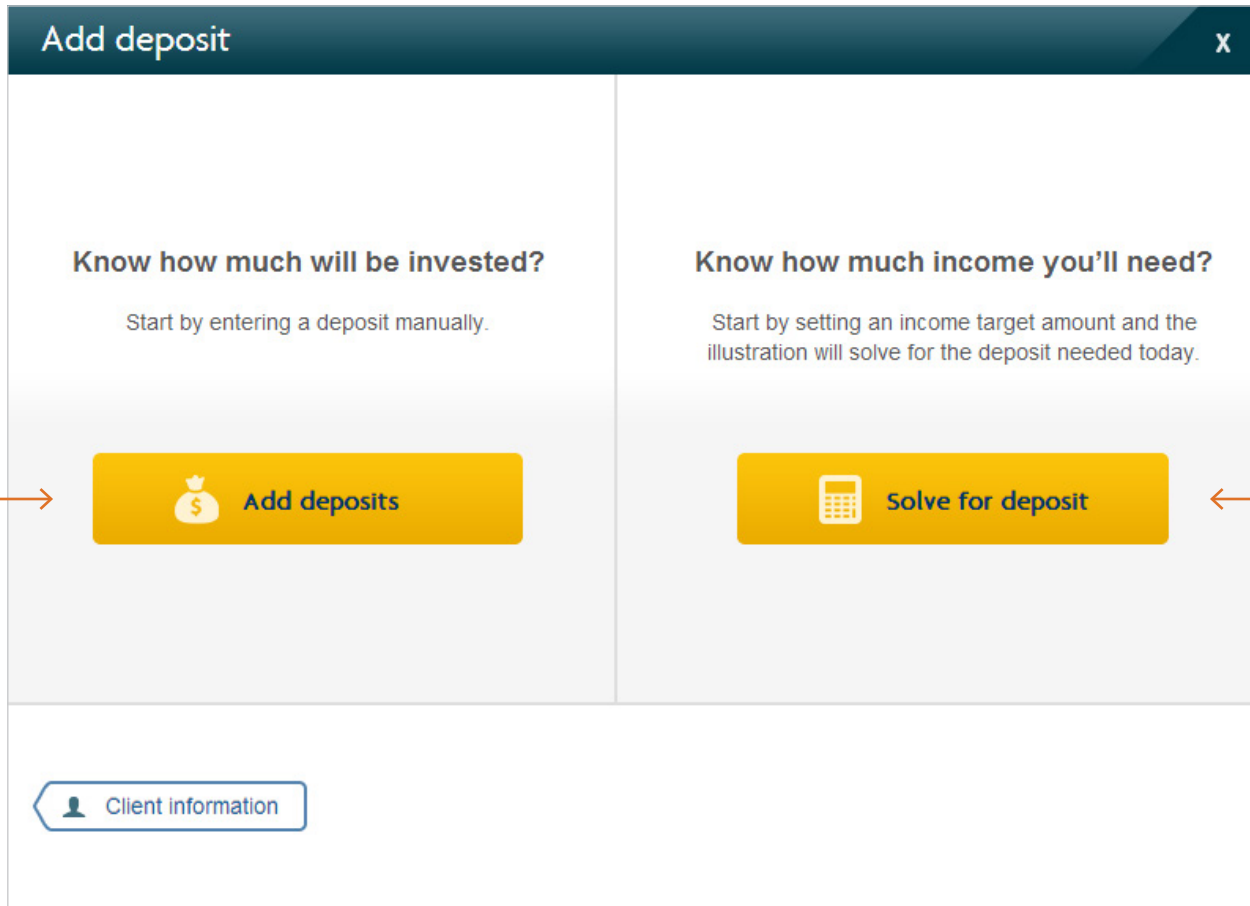 Add deposit
X
Know how much will be invested?
Start by entering a deposit manually.
$ Add deposits
Know how much income you'll need?
Start by setting an income target amount and the
illustration will solve for the deposit needed today.
Solve for deposit
Client information